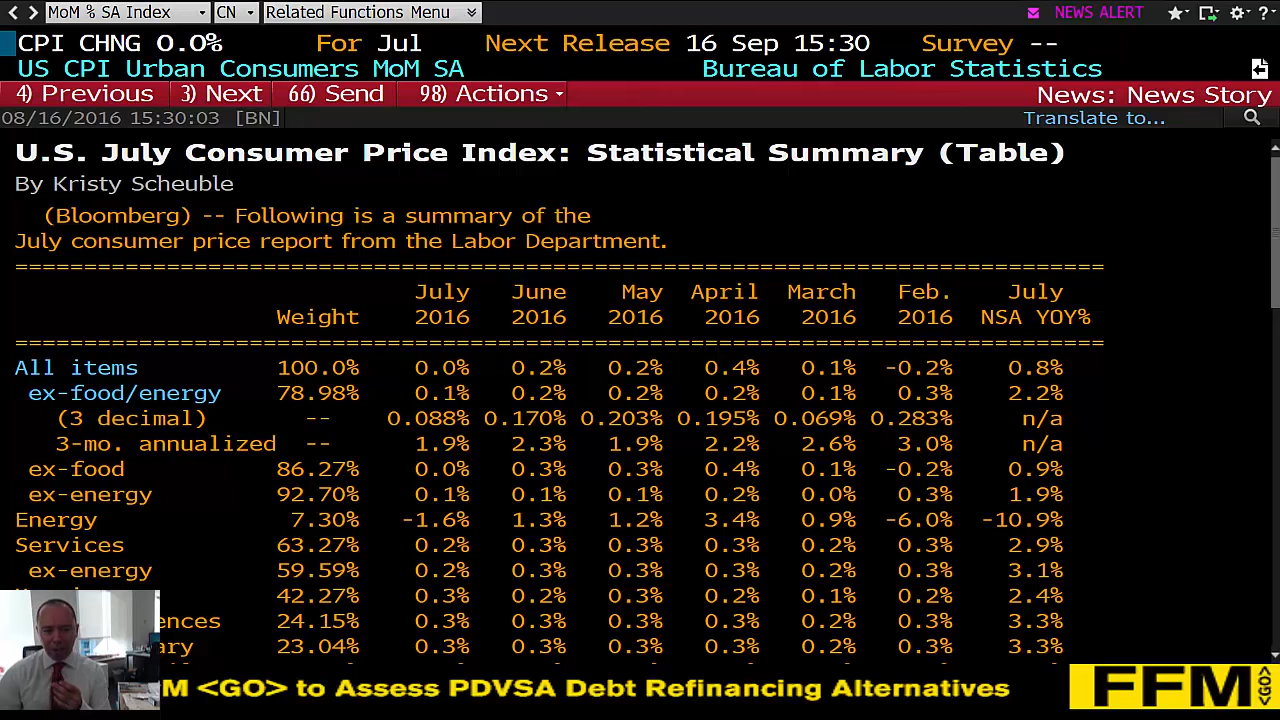 MoM % SA Index CN Related Functions Menu NEWS ALERT
CPI CHNG 0.0% For Jul Next Release 16 Sep 15:30 Survey --
US CPI Urban Consumers MoM SA Bureau of Labor Statistics
4) Previous 3) Next 66) Send 98) Actions News: News Story
08/16/2016 15:30:03 [BN] Translate to...
U.S. July Consumer Price Index: Statistical Summary (Table)
By Kristy Scheuble
(Bloomberg) -- Following is a summary of the
July consumer price report from the Labor Department.
July June May April March Feb. July
Weight 2016 2016 2016 2016 2016 2016 NSA YOY%
All items 100.0% 0.0% 0.2% 0.2% 0.4% 0.1% -0.2% 0.8%
ex-food/energy 78.98% 0.1% 0.2% 0.2% 0.2% 0.1% 0.3% 2.2%
(3 decimal) -- 0.088% 0.170% 0.203% 0.195% 0.069% 0.283% n/a
3-mo. annualized -- 1.9% 2.3% 1.9% 2.2% 2.6% 3.0% n/a
ex-food 86.27% 0.0% 0.3% 0.3% 0.4% 0.1% -0.2% 0.9%
ex-energy 92.70% 0.1% 0.1% 0.1% 0.2% 0.0% 0.3% 1.9%
Energy 7.30% -1.6% 1.3% 1.2% 3.4% 0.9% -6.0% -10.9%
Services 63.27% 0.2% 0.3% 0.3% 0.3% 0.2% 0.3% 2.9%
ex-energy 59.59% 0.2% 0.3% 0.3% 0.3% 0.2% 0.3% 3.1%
42.27% 0.3% 0.2% 0.3% 0.2% 0.1% 0.2% 2.4%
ences 24.15% 0.3% 0.3% 0.3% 0.3% 0.2% 0.3% 3.3%
ary 23.04% 0.3% 0.3% 0.3% 0.3% 0.2% 0.3% 3.3%
M <GO> to Assess PDVSA Debt Refinancing Alternatives
FFM <GO>